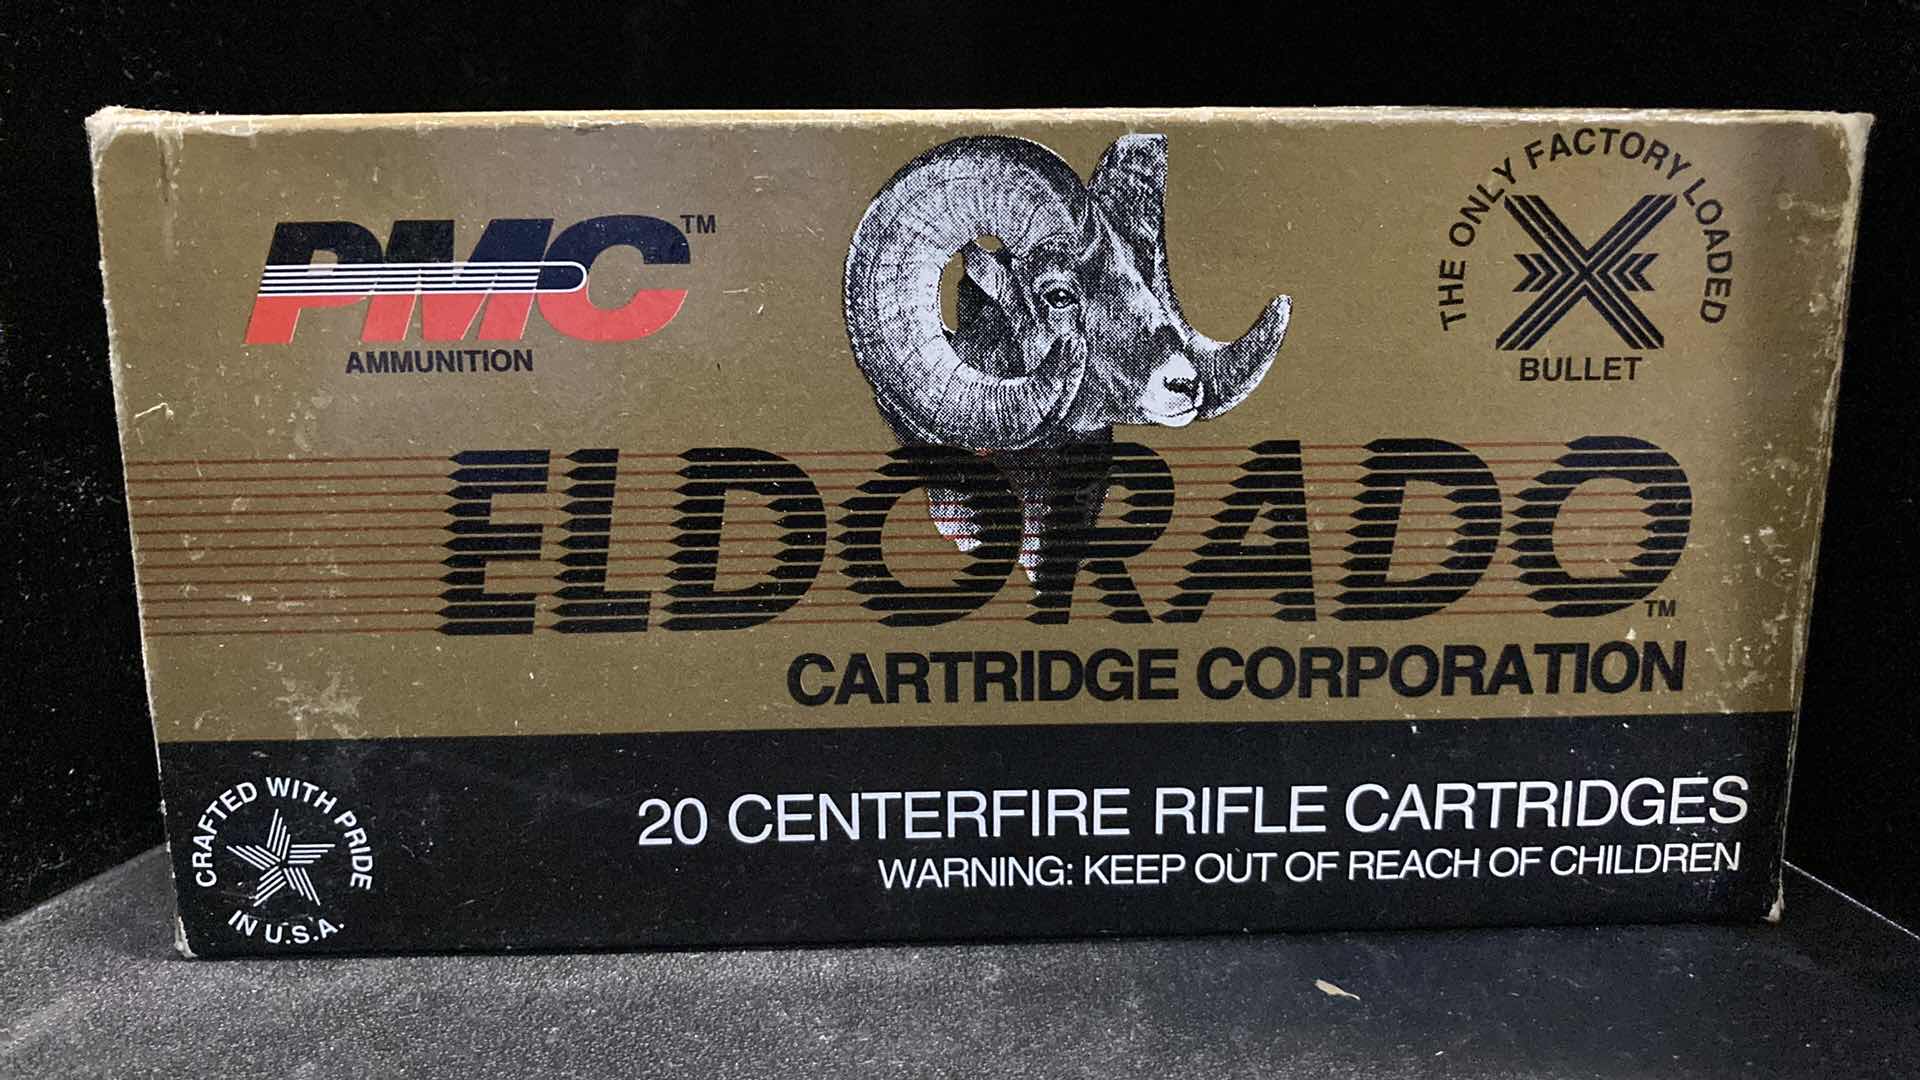 PMC™
AMMUNITION
THE ONLY FACTORY LOADED
X
BULLET
ELDORADO™
CARTRIDGE CORPORATION
20 CENTERFIRE RIFLE CARTRIDGES
WARNING: KEEP OUT OF REACH OF CHILDREN
CRAFTED WITH PRIDE
IN U.S.A.